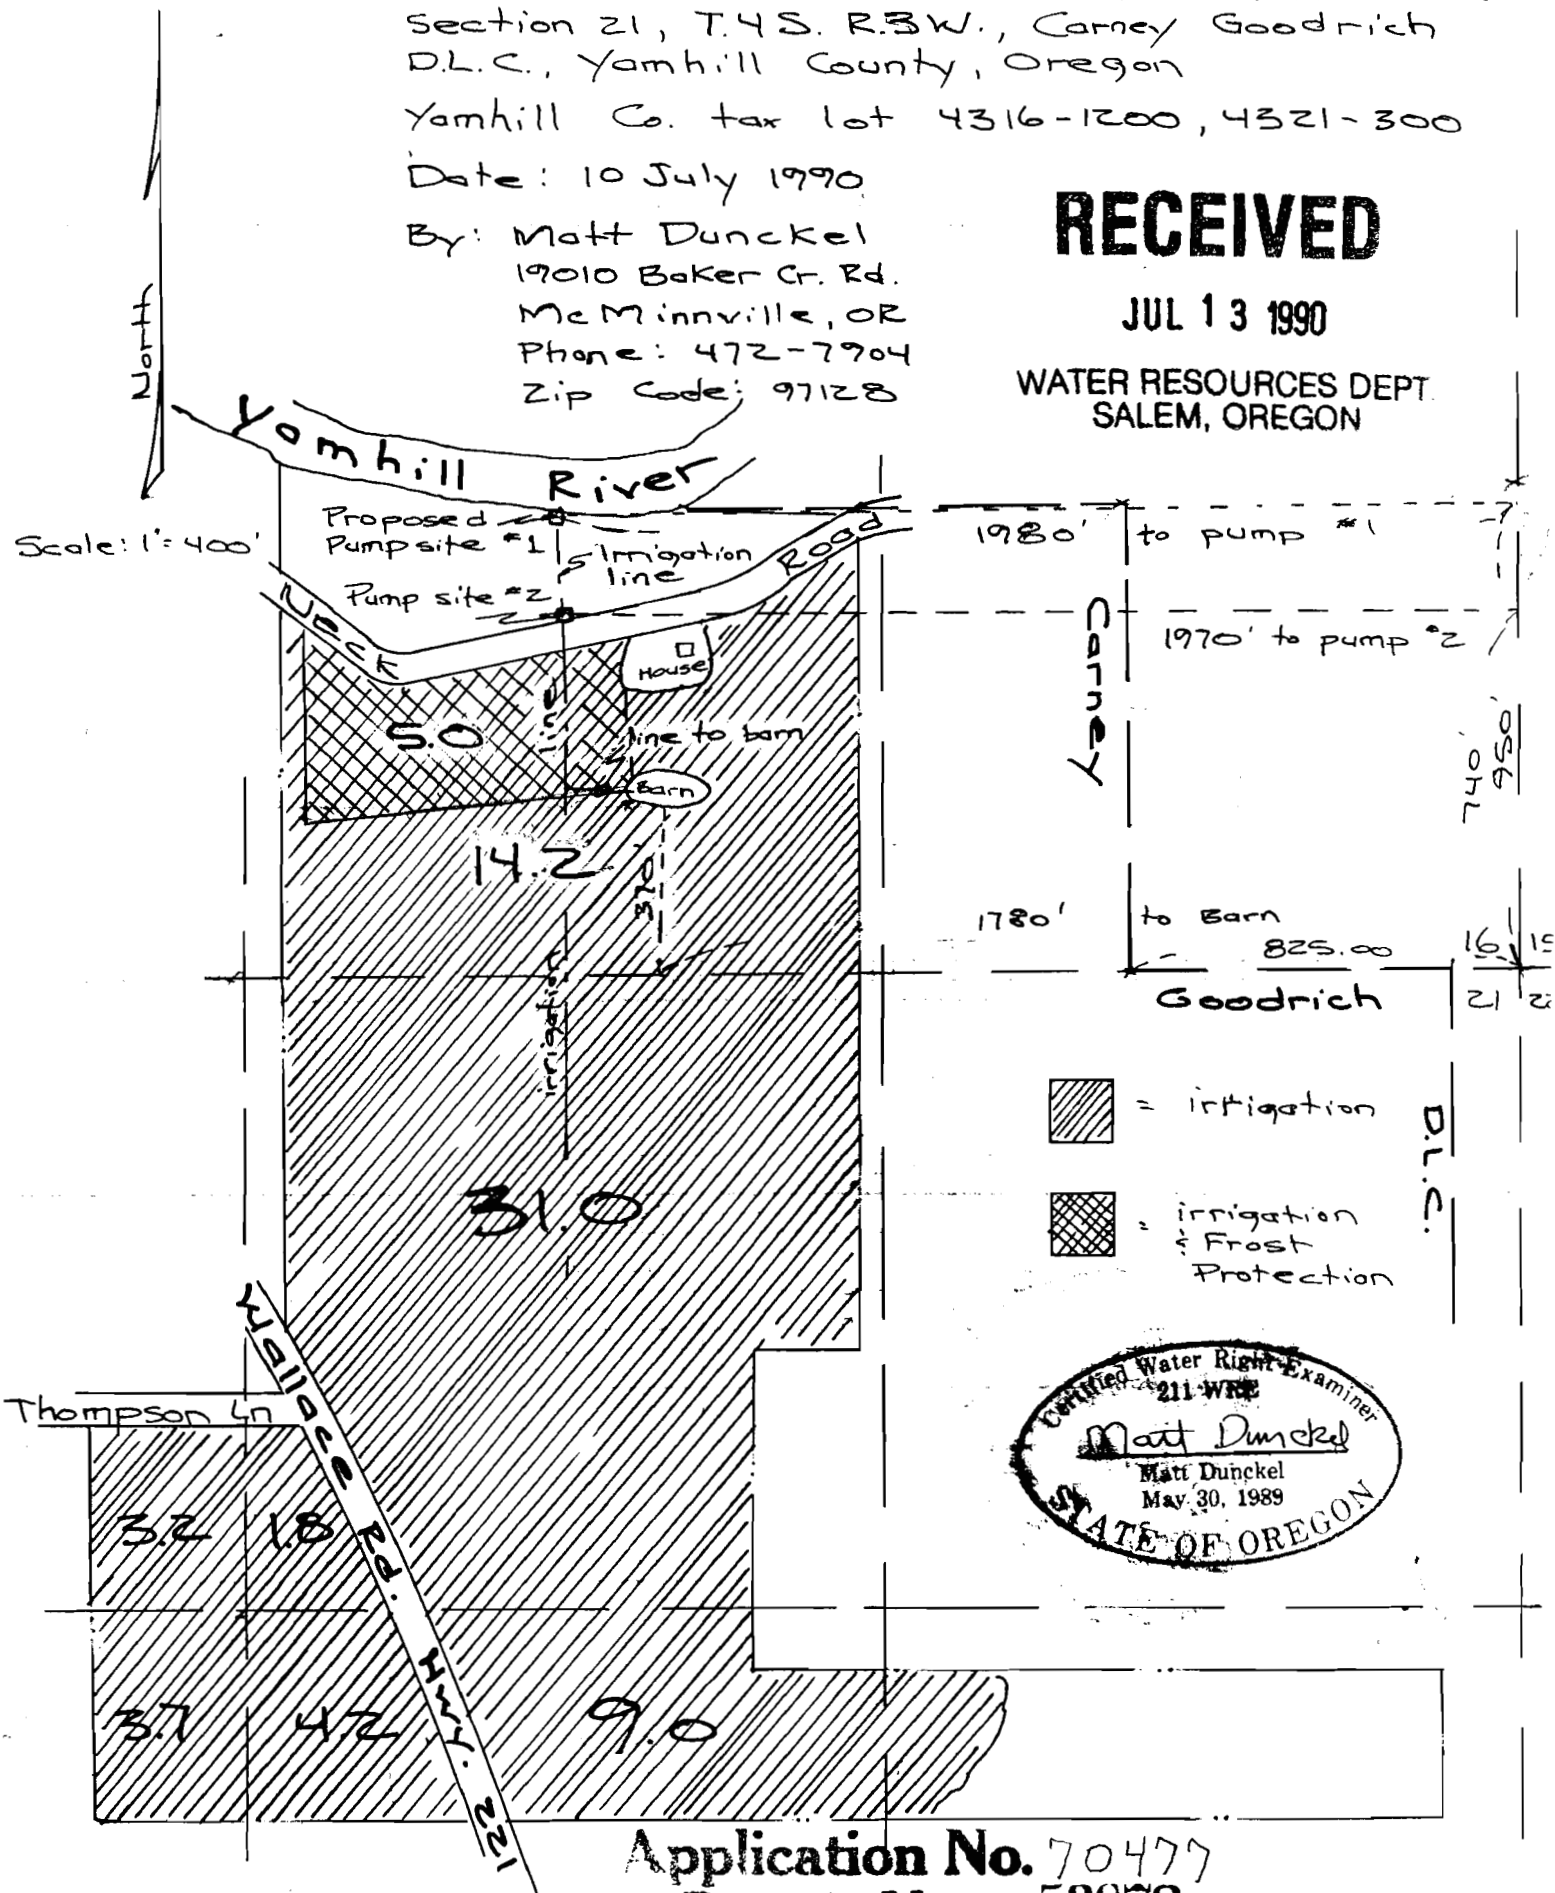 Section 21, T.4S. R.3W., Carney Goodrich
D.L.C., Yamhill County, Oregon
Yamhill Co. tax lot 4316-1200, 4321-300
Date: 10 July 1990
By: Matt Dunckel
19010 Baker Cr. Rd.
McMinnville, OR
Phone: 472-7904
Zip Code: 97128
RECEIVED
JUL 13 1990
WATER RESOURCES DEPT.
SALEM, OREGON
North
Scale: 1"=400'
Yamhill River
Proposed
Pump site #1
Irrigation
line
Pump site #2
Neck Road
1980' to pump #1
1970' to pump #2
House
5.0
line
line to barn
Barn
14.2
370'
irrigation
Carney
740'
950'
1780' to Barn
825.00
16
21
Goodrich
D.L.C.
= irrigation
= irrigation
& Frost
Protection
31.0
Wallace Rd. Hwy. 221
Thompson Ln
3.2
1.8
3.7
4.2
9.0
Certified Water Right Examiner
211 WRE
Matt Dunckel
Matt Dunckel
May 30, 1989
STATE OF OREGON
Application No. 70477